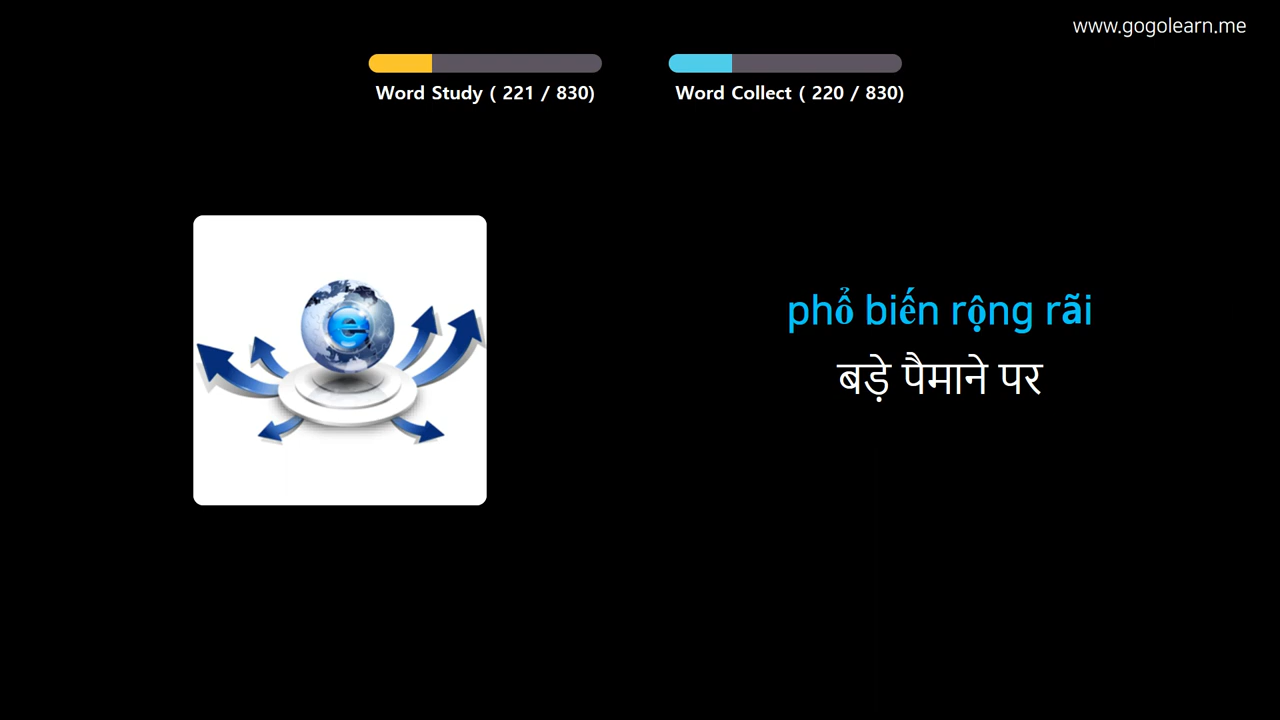 www.gogolearn.me
Word Study ( 221 / 830)
Word Collect ( 220 / 830)
e
phổ biến rộng rãi
बड़े पैमाने पर